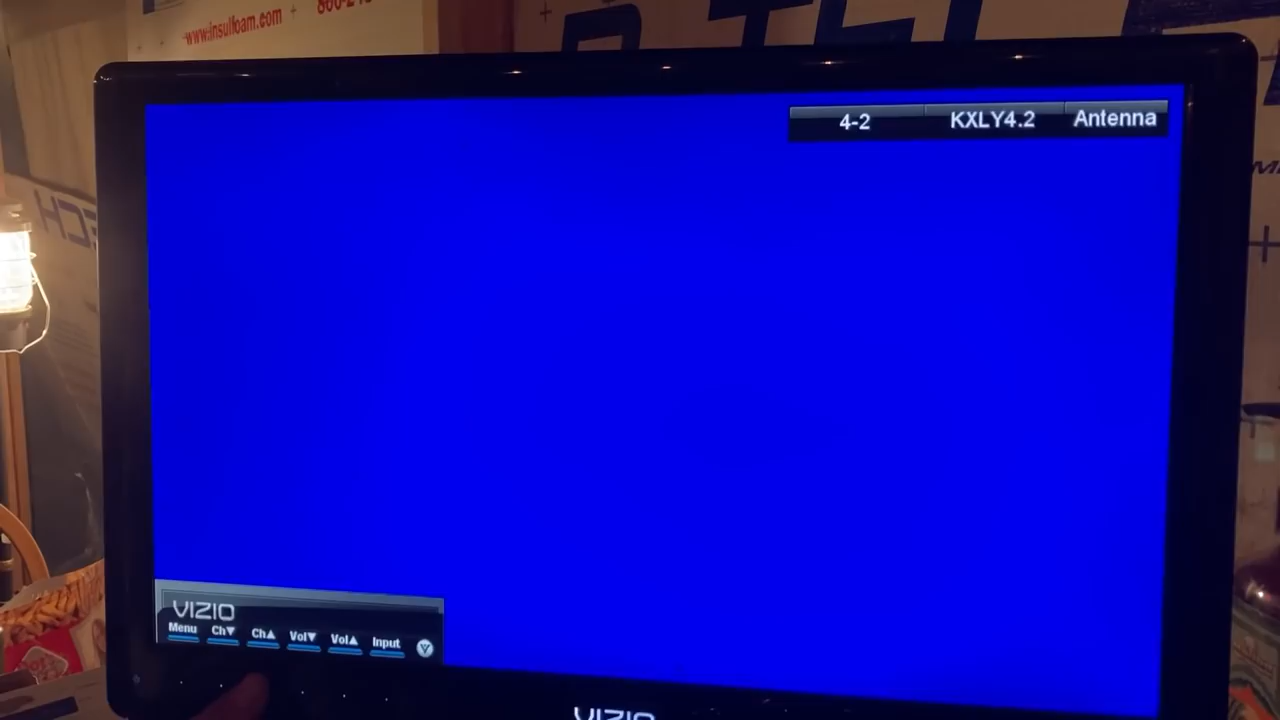 www.insulfoam.com
4-2 KXLY4.2 Antenna
VIZIO
Menu Ch▼ Ch▲ Vol▼ Vol▲ Input V
VIZIO